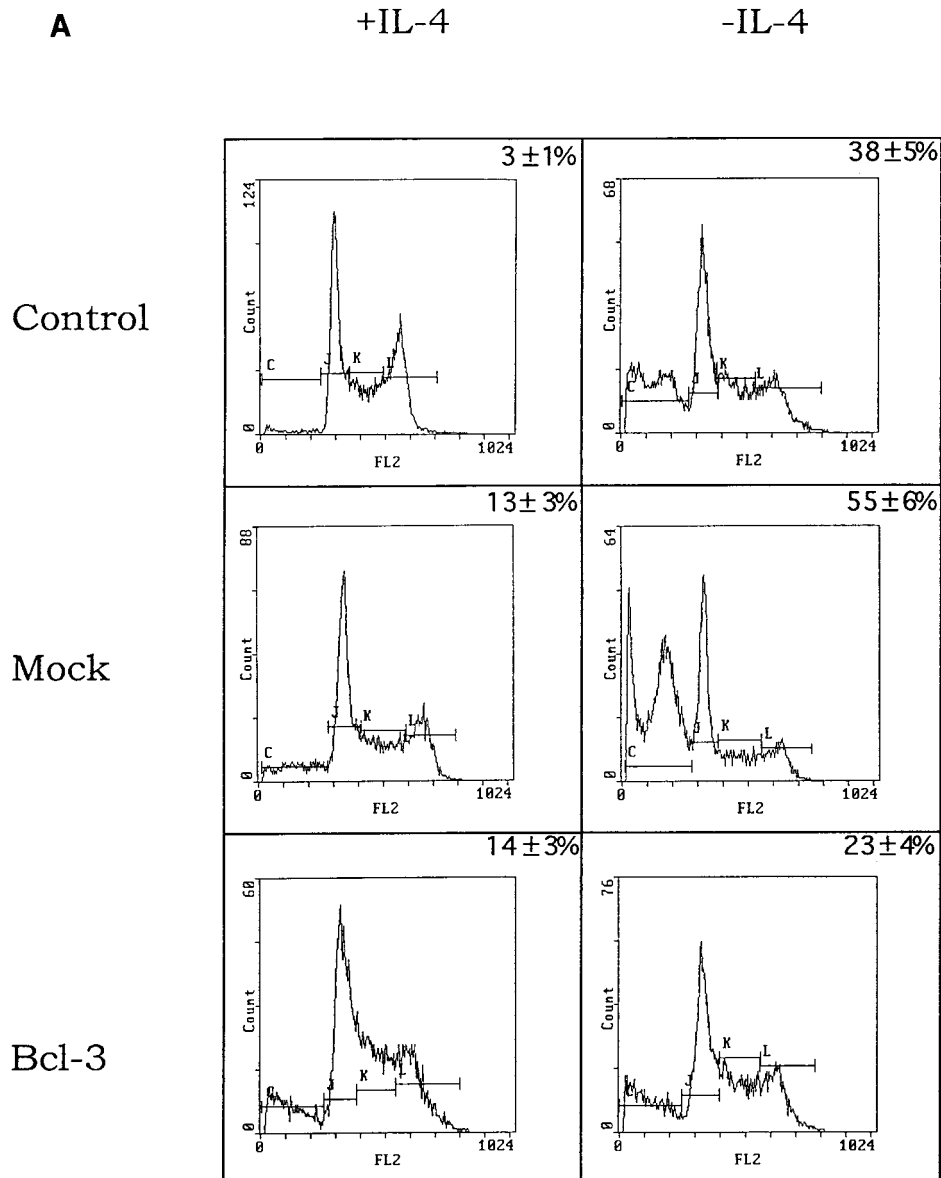 A +IL-4 -IL-4
3±1% 38±5%
124 68
Control
Count Count
C J K L C J K L
0 0
0 1024 0 1024
FL2 FL2
13±3% 55±6%
88 64
Mock
Count Count
C J K L C J K L
0 0
0 1024 0 1024
FL2 FL2
14±3% 23±4%
60 76
Bcl-3
Count Count
K L J K L
0 0
0 1024 0 1024
FL2 FL2